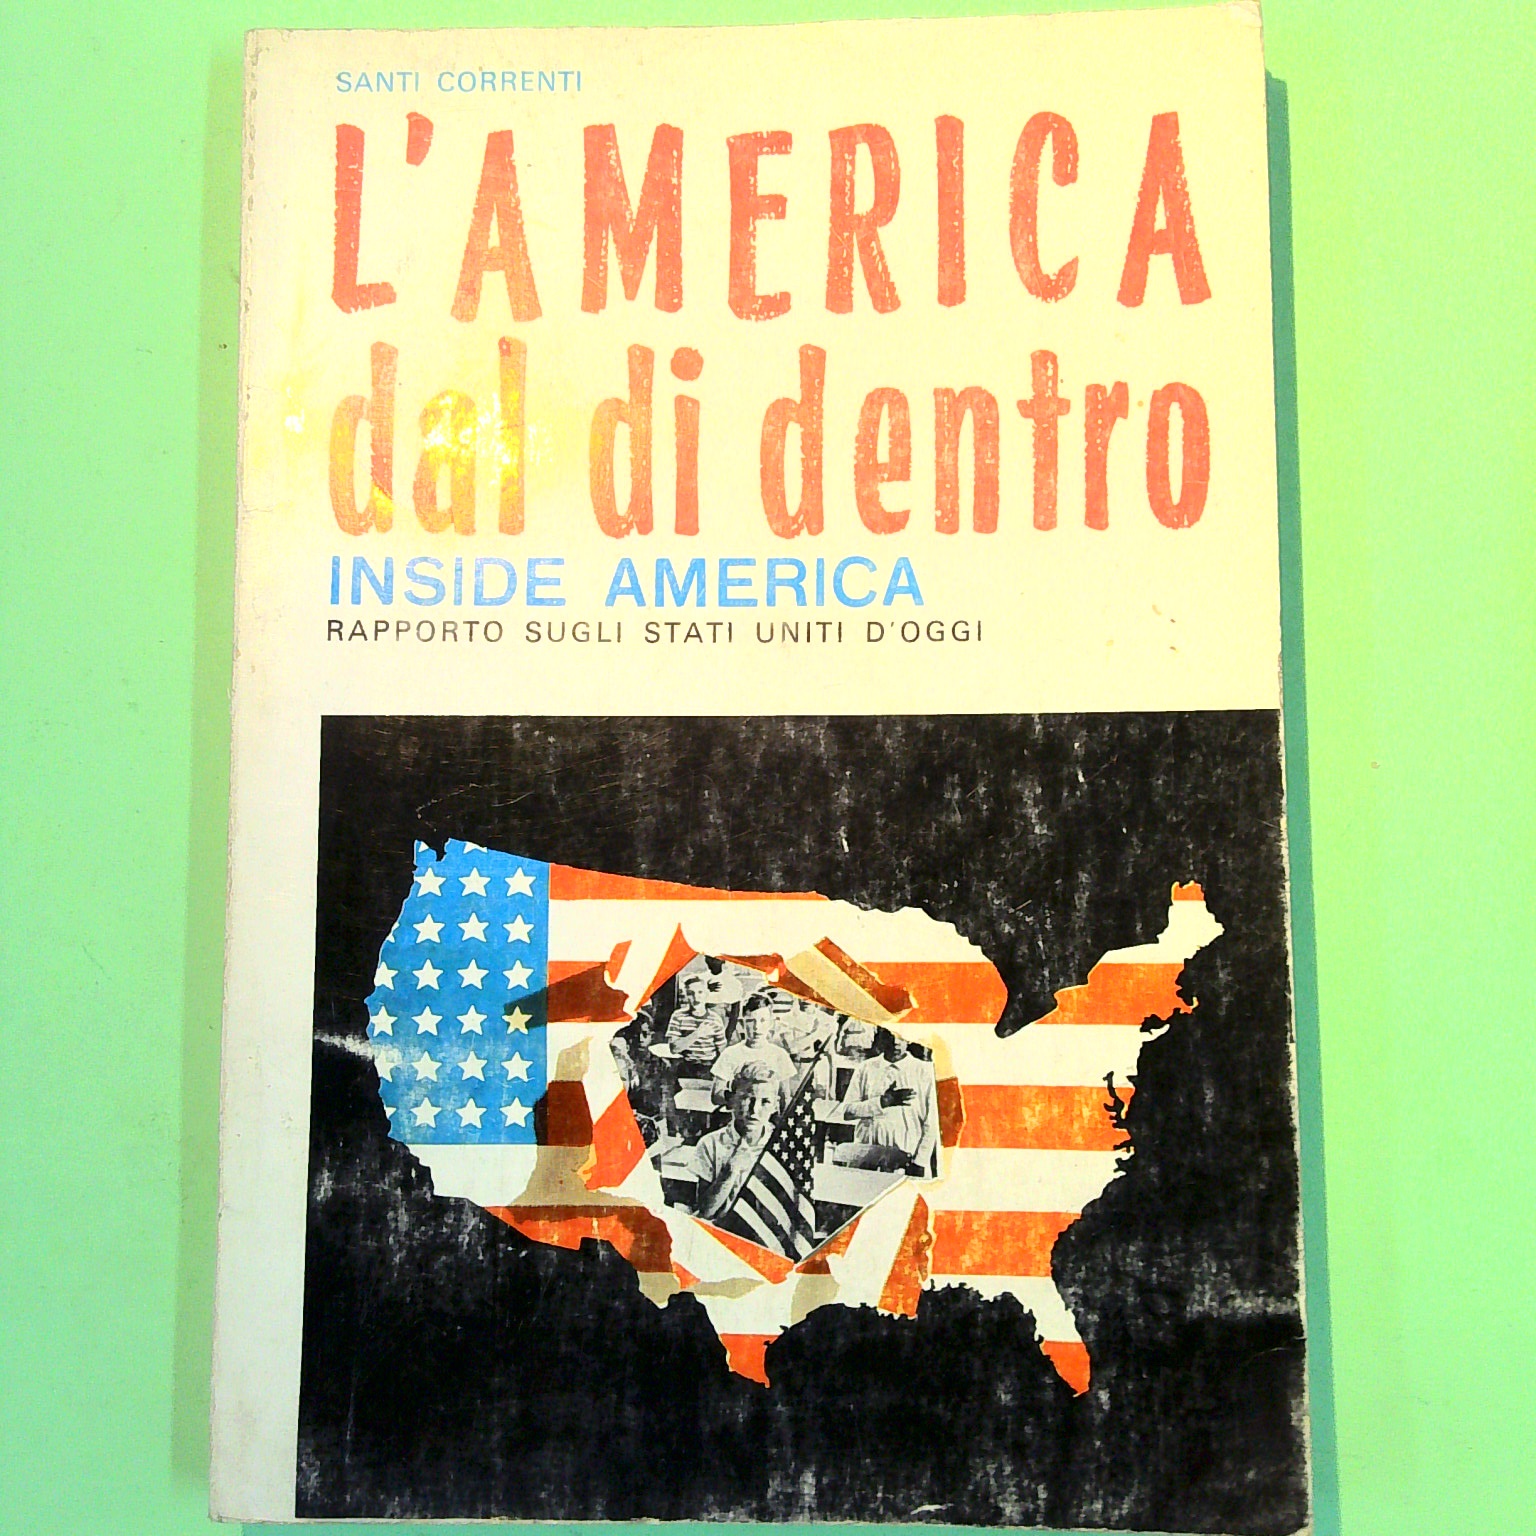 SANTI CORRENTI
L'AMERICA
dal di dentro
INSIDE AMERICA
RAPPORTO SUGLI STATI UNITI D'OGGI